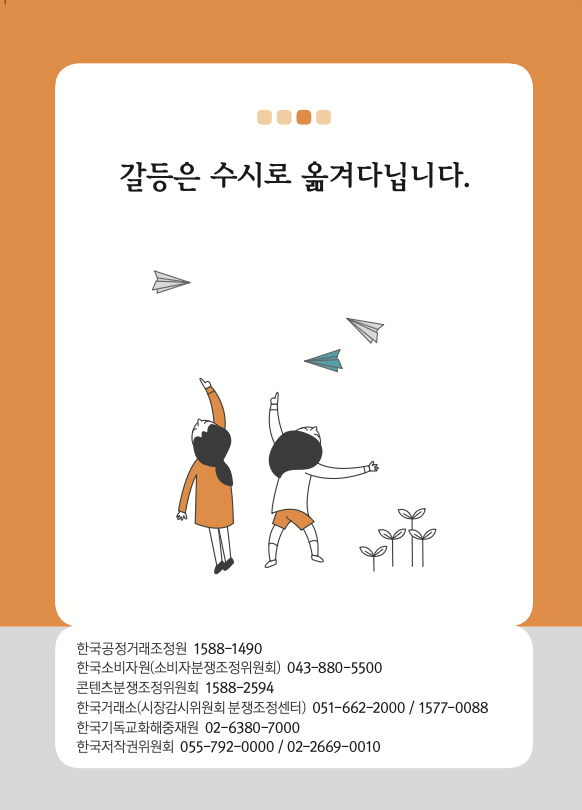 갈등은 수시로 옮겨다닙니다.
한국공정거래조정원 1588-1490
한국소비자원(소비자분쟁조정위원회) 043-880-5500
콘텐츠분쟁조정위원회 1588-2594
한국거래소(시장감시위원회 분쟁조정센터) 051-662-2000 / 1577-0088
한국기독교화해중재원 02-6380-7000
한국저작권위원회 055-792-0000 / 02-2669-0010